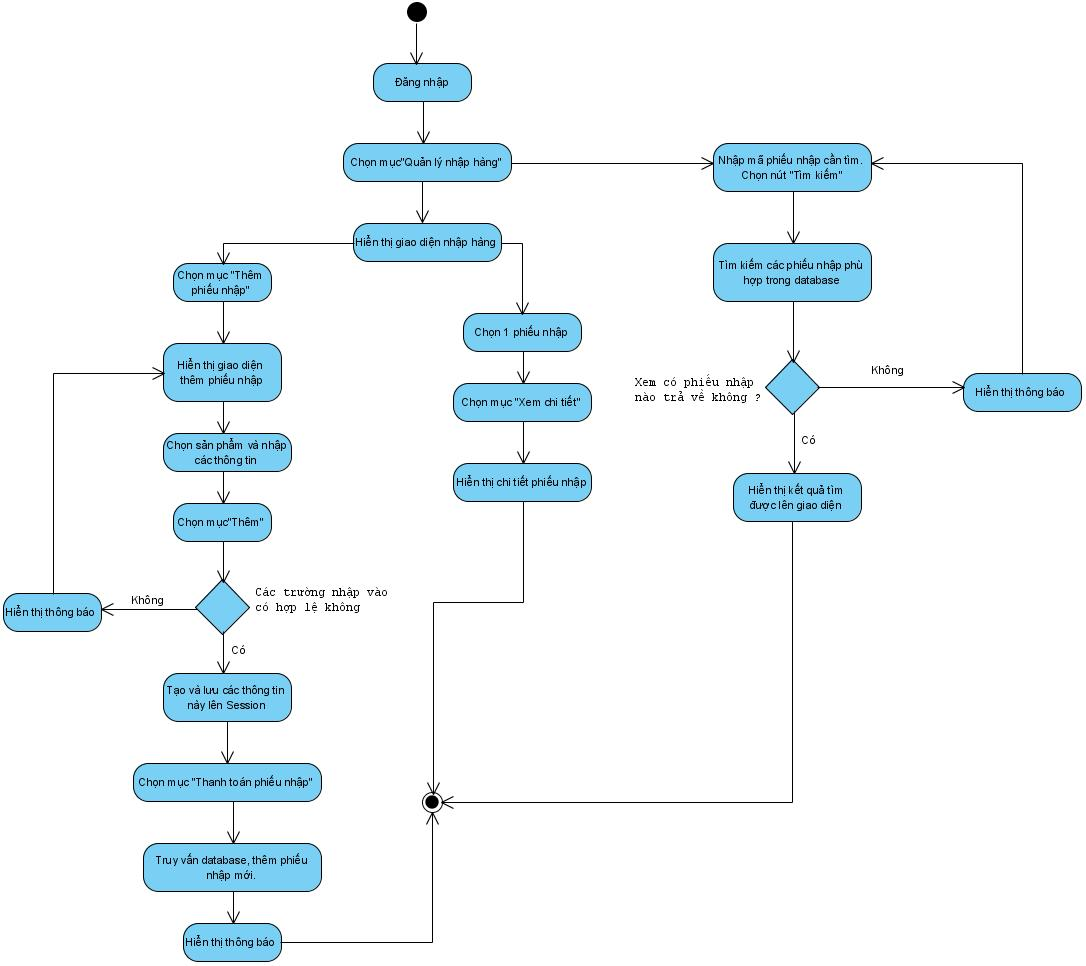 Đăng nhập
Chọn mục"Quản lý nhập hàng"
Nhập mã phiếu nhập cần tìm.
Chọn nút "Tìm kiếm"
Hiển thị giao diện nhập hàng
Chọn mục "Thêm
phiếu nhập"
Tìm kiếm các phiếu nhập phù
hợp trong database
Chọn 1 phiếu nhập
Hiển thị giao diện
thêm phiếu nhập
Xem có phiếu nhập
nào trả về không ?
Không
Hiển thị thông báo
Chọn mục "Xem chi tiết"
Có
Chọn sản phẩm và nhập
các thông tin
Hiển thị chi tiết phiếu nhập
Hiển thị kết quả tìm
được lên giao diện
Chọn mục"Thêm"
Các trường nhập vào
có hợp lệ không
Không
Hiển thị thông báo
Có
Tạo và lưu các thông tin
này lên Session
Chọn mục "Thanh toán phiếu nhập"
Truy vấn database, thêm phiếu
nhập mới.
Hiển thị thông báo